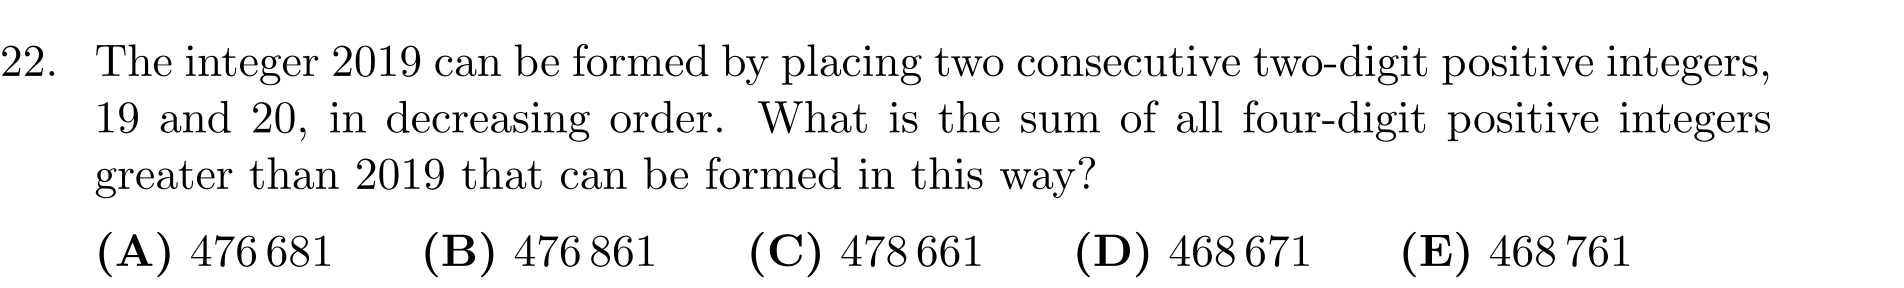 22. The integer 2019 can be formed by placing two consecutive two-digit positive integers,
19 and 20, in decreasing order. What is the sum of all four-digit positive integers
greater than 2019 that can be formed in this way?
(A) 476 681 (B) 476 861 (C) 478 661 (D) 468 671 (E) 468 761